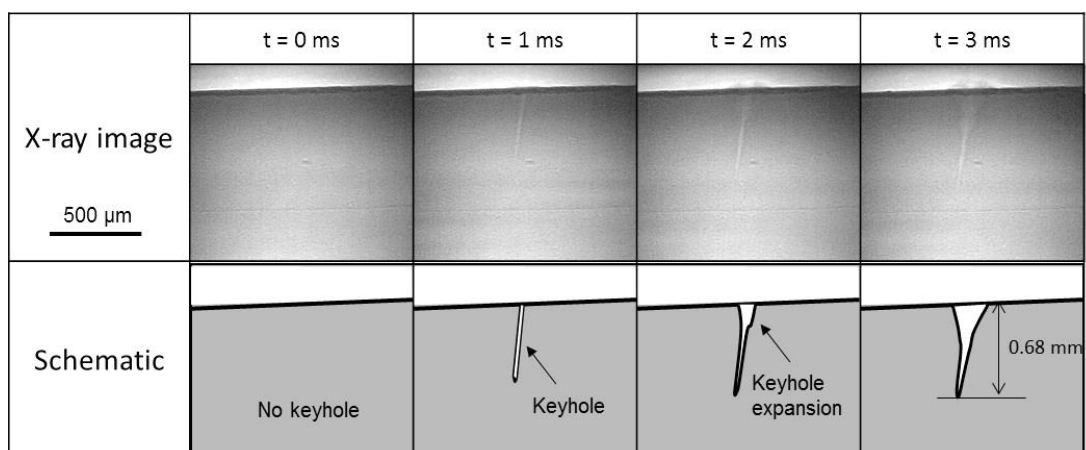 t = 0 ms
t = 1 ms
t = 2 ms
t = 3 ms
X-ray image
500 µm
Schematic
No keyhole
Keyhole
Keyhole
expansion
0.68 mm